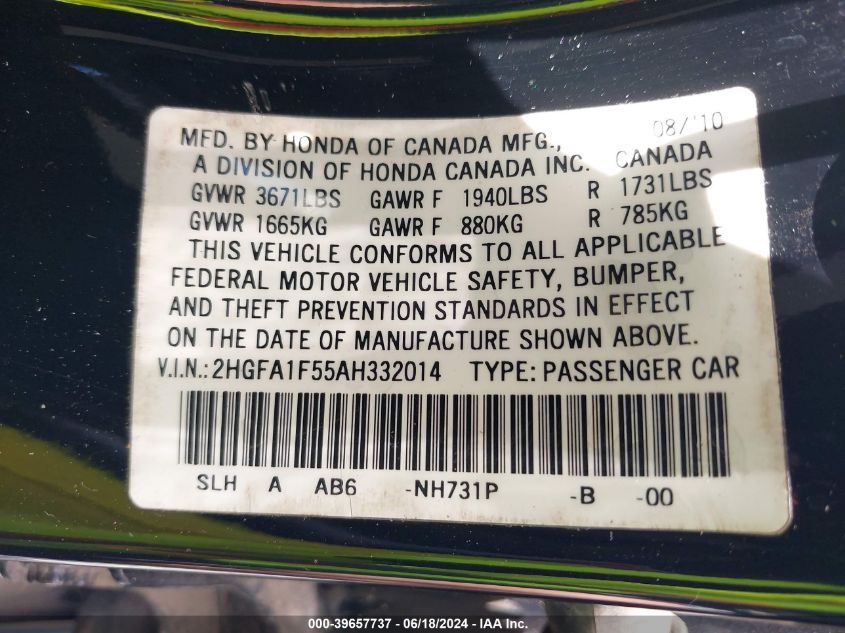 08/'10
MFD. BY HONDA OF CANADA MFG.,
A DIVISION OF HONDA CANADA INC. CANADA
GVWR 3671LBS GAWR F 1940LBS R 1731LBS
GVWR 1665KG GAWR F 880KG R 785KG
THIS VEHICLE CONFORMS TO ALL APPLICABLE
FEDERAL MOTOR VEHICLE SAFETY, BUMPER,
AND THEFT PREVENTION STANDARDS IN EFFECT
ON THE DATE OF MANUFACTURE SHOWN ABOVE.
V.I.N.: 2HGFA1F55AH332014 TYPE: PASSENGER CAR
SLH A AB6 -NH731P -B -00
000-39657737 - 06/18/2024 - IAA Inc.